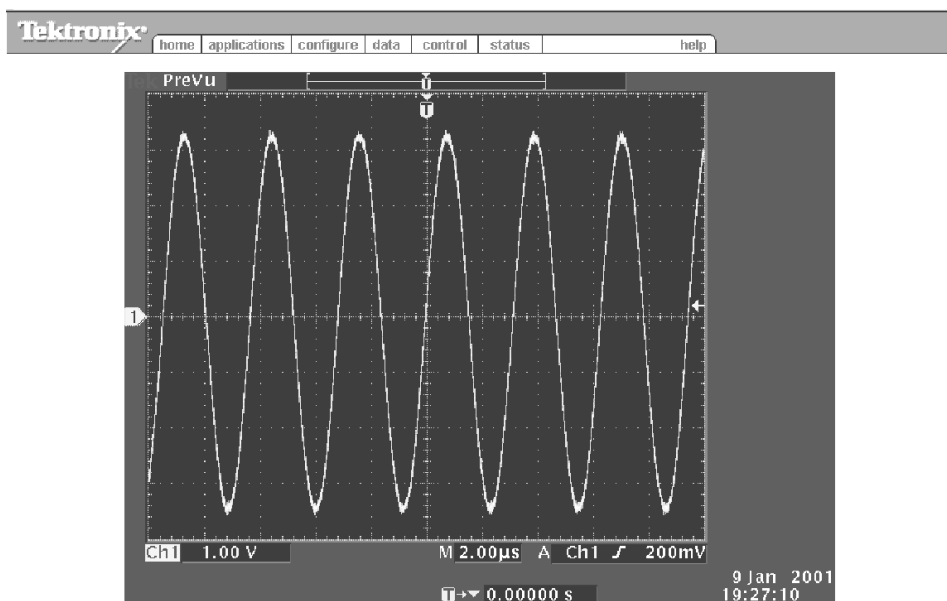 Tektronix
home applications configure data control status help
Tek PreVu
T
1
Ch1 1.00 V M 2.00µs A Ch1 200mV
T 0.00000 s
9 Jan 2001
19:27:10